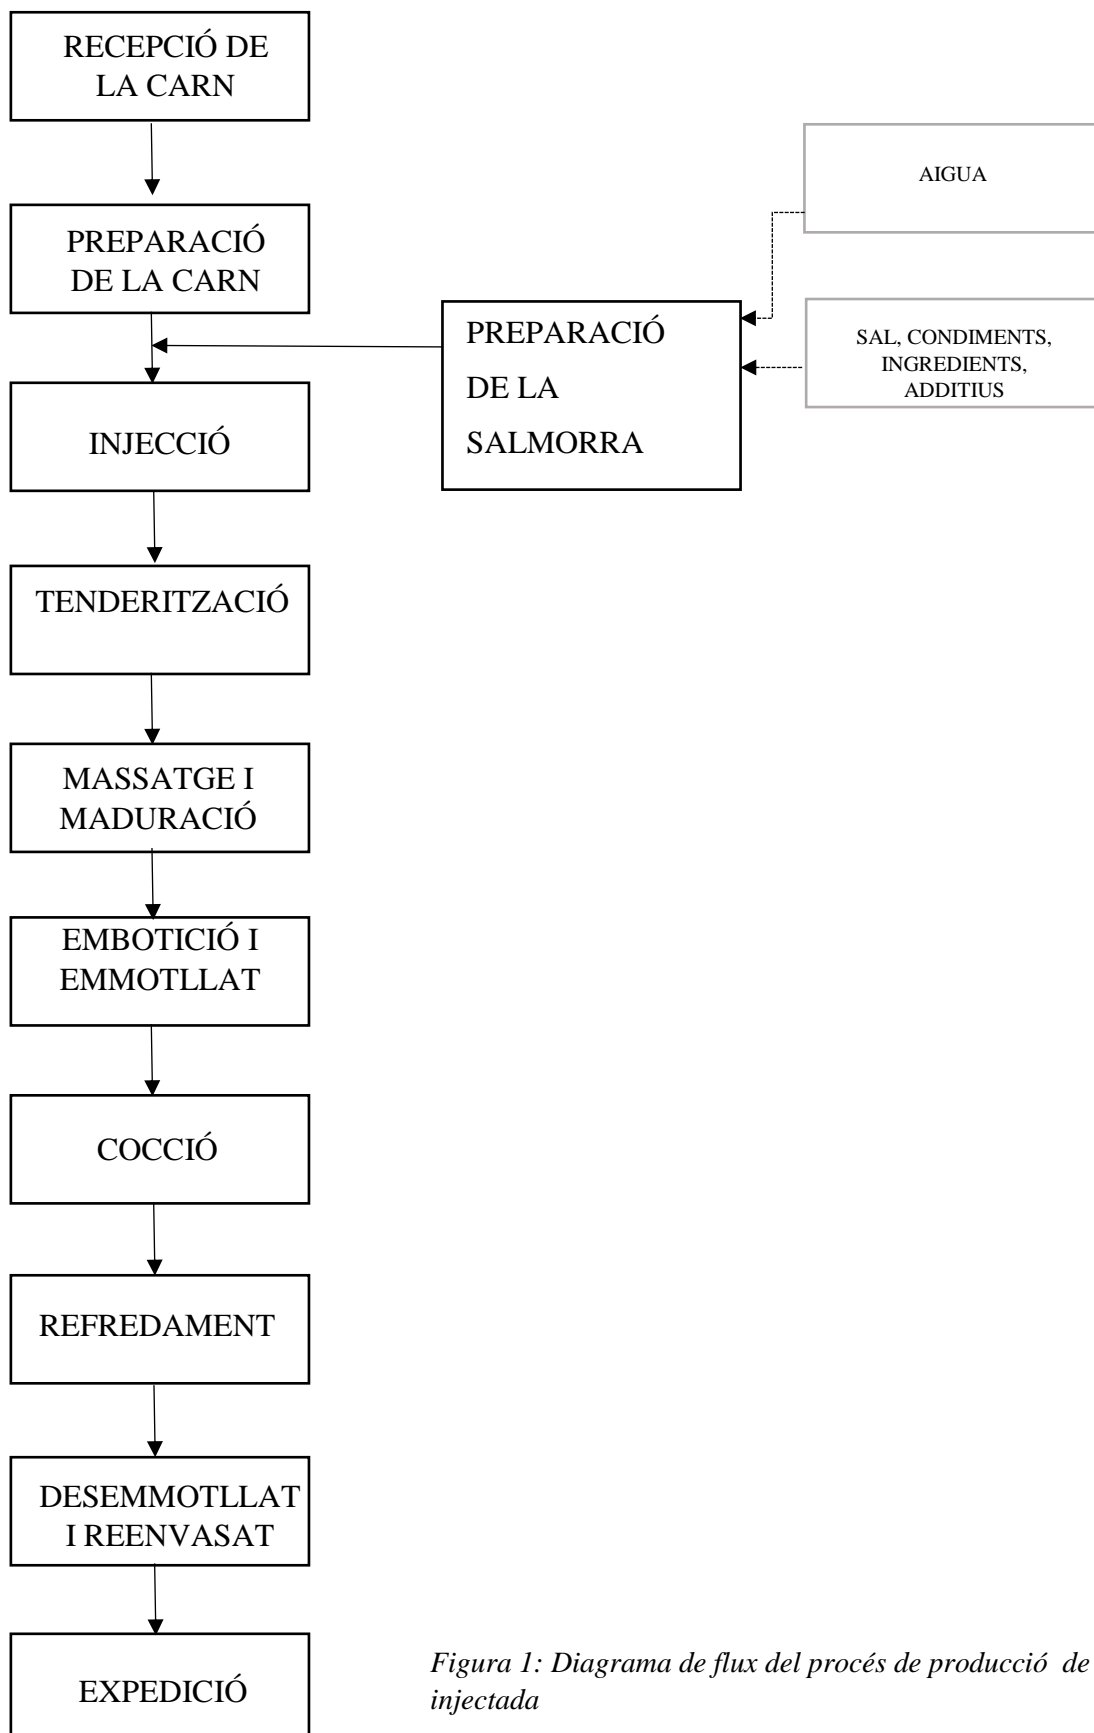 RECEPCIÓ DE
LA CARN
AIGUA
PREPARACIÓ
DE LA CARN
PREPARACIÓ
DE LA
SALMORRA
SAL, CONDIMENTS,
INGREDIENTS,
ADDITIUS
INJECCIÓ
TENDERITZACIÓ
MASSATGE I
MADURACIÓ
EMBOTICIÓ I
EMMOTLLAT
COCCIÓ
REFREDAMENT
DESEMMOTLLAT
I REENVASAT
EXPEDICIÓ
Figura 1: Diagrama de flux del procés de producció de
injectada